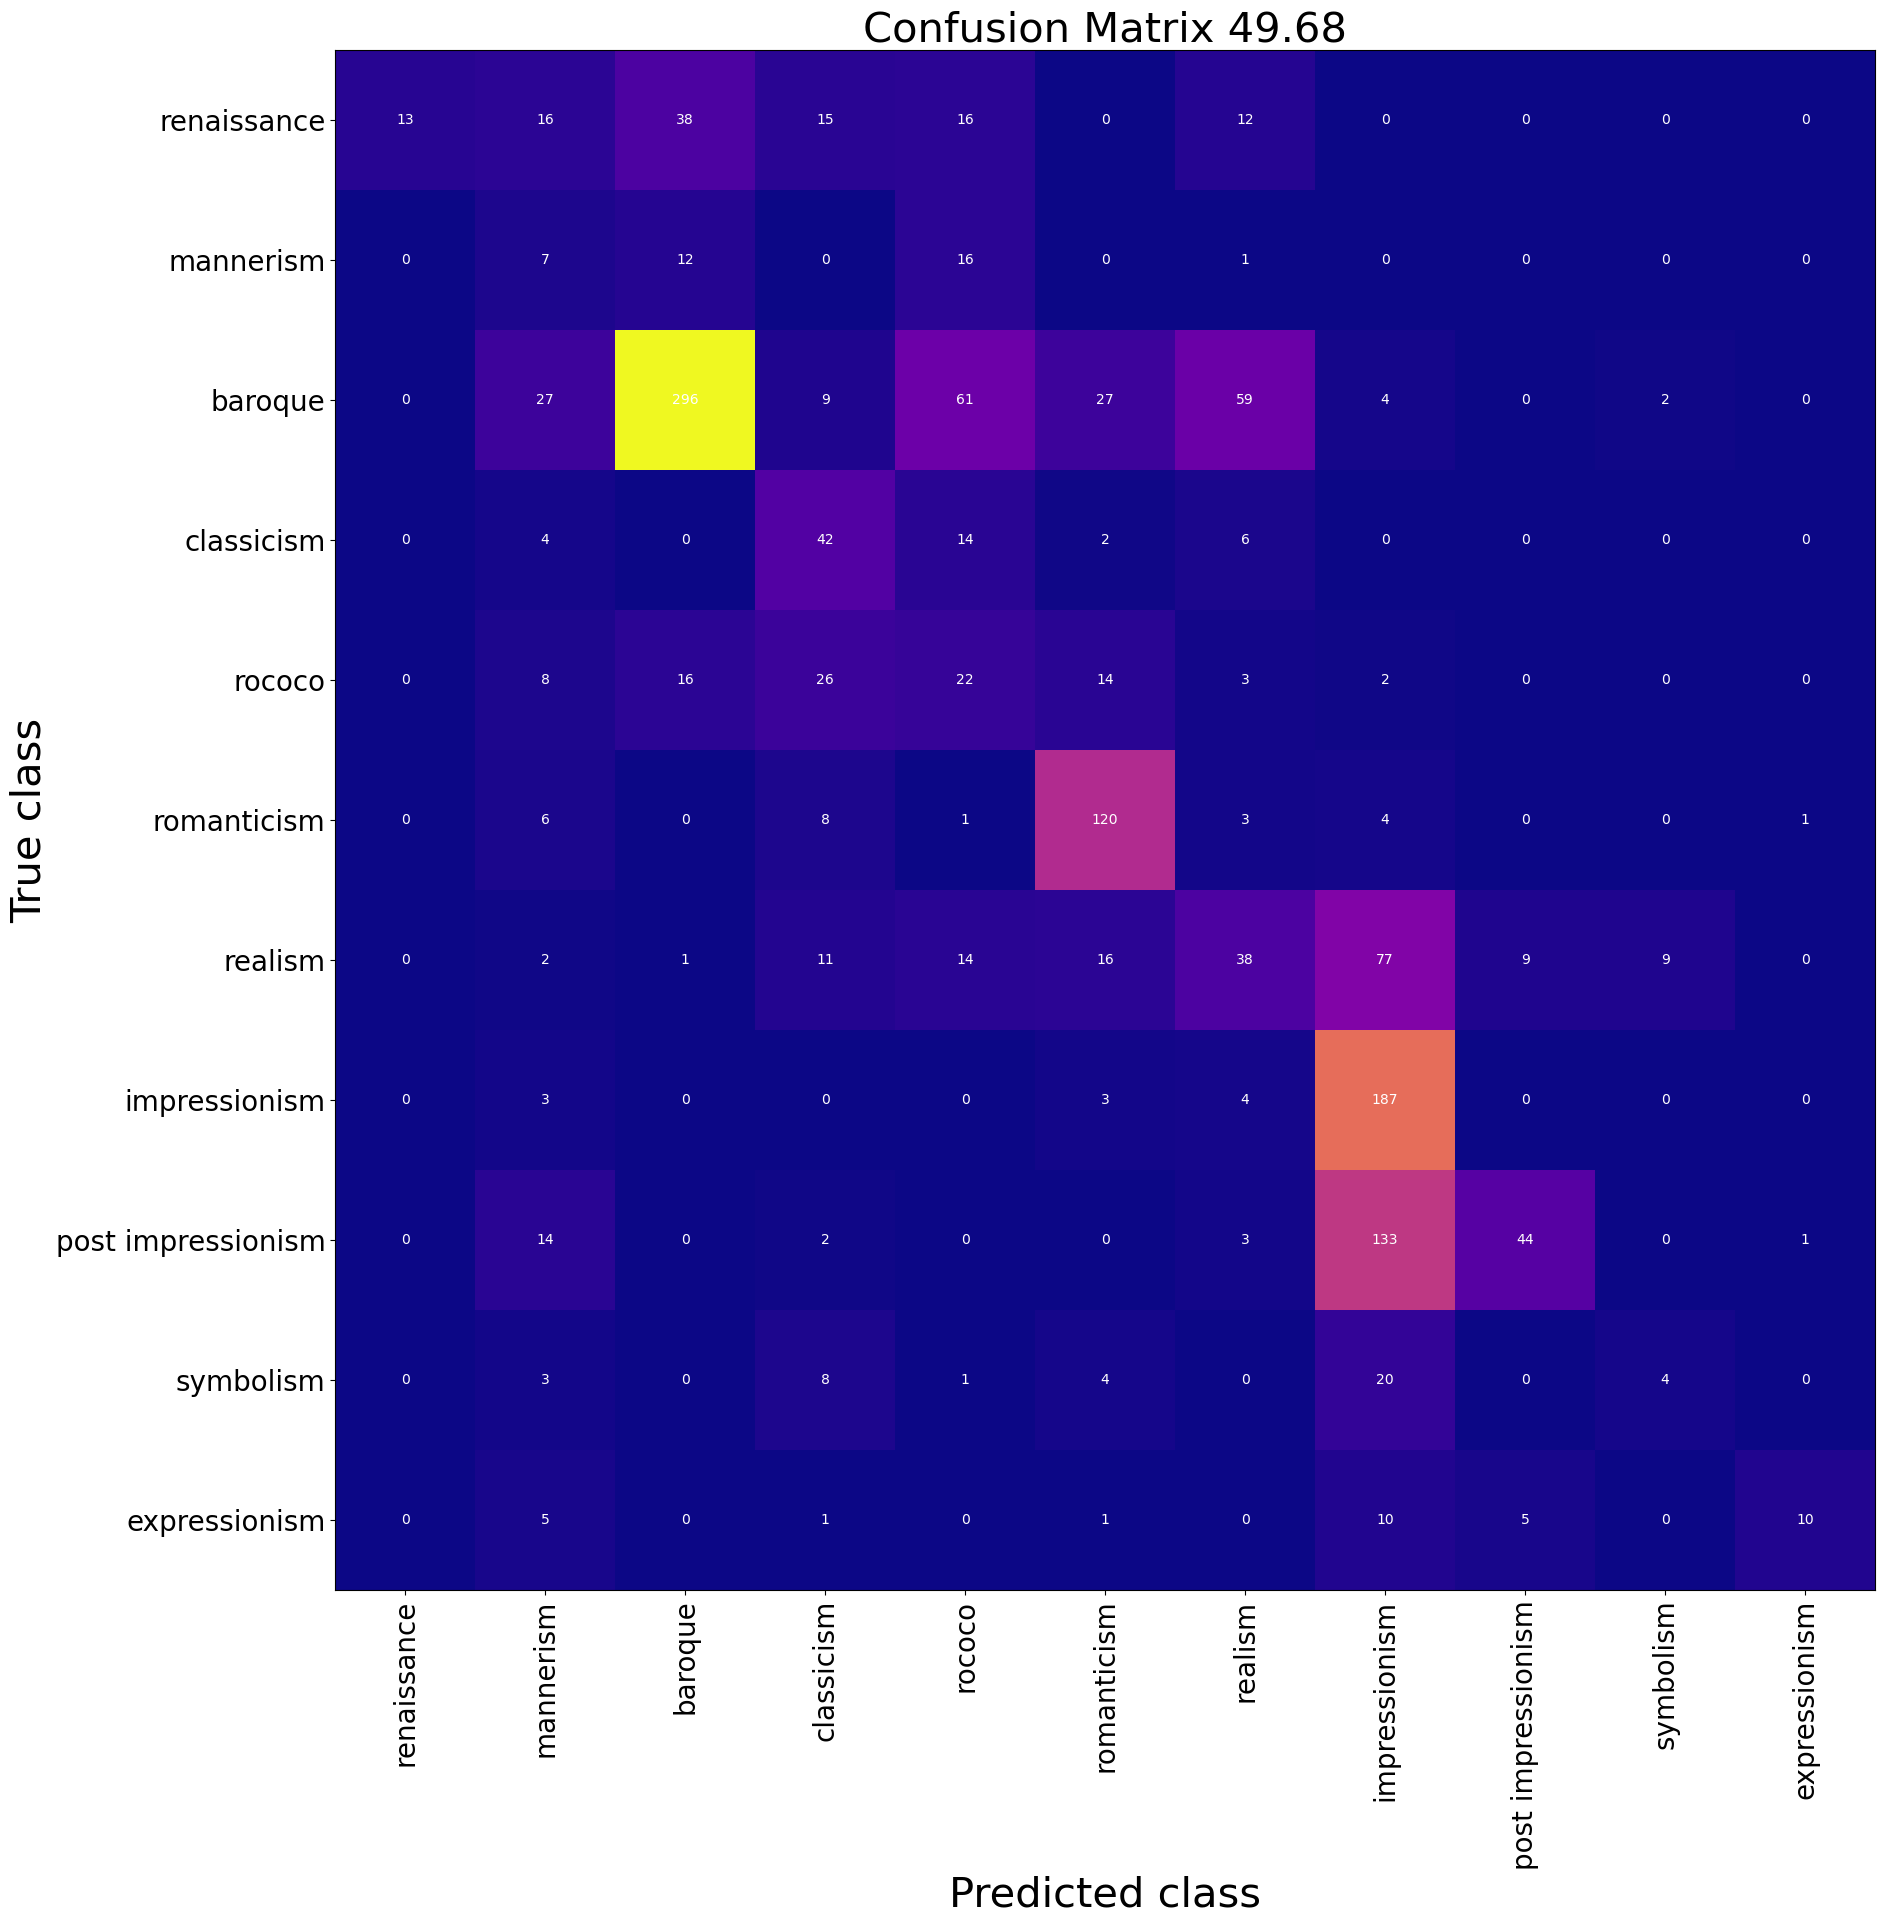 Confusion Matrix 49.68
renaissance 13 16 38 15 16 0 12 0 0 0 0
mannerism 0 7 12 0 16 0 1 0 0 0 0
baroque 0 27 296 9 61 27 59 4 0 2 0
classicism 0 4 0 42 14 2 6 0 0 0 0
rococo 0 8 16 26 22 14 3 2 0 0 0
romanticism 0 6 0 8 1 120 3 4 0 0 1
realism 0 2 1 11 14 16 38 77 9 9 0
impressionism 0 3 0 0 0 3 4 187 0 0 0
post impressionism 0 14 0 2 0 0 3 133 44 0 1
symbolism 0 3 0 8 1 4 0 20 0 4 0
expressionism 0 5 0 1 0 1 0 10 5 0 10
True class
renaissance
mannerism
baroque
classicism
rococo
romanticism
realism
impressionism
post impressionism
symbolism
expressionism
Predicted class